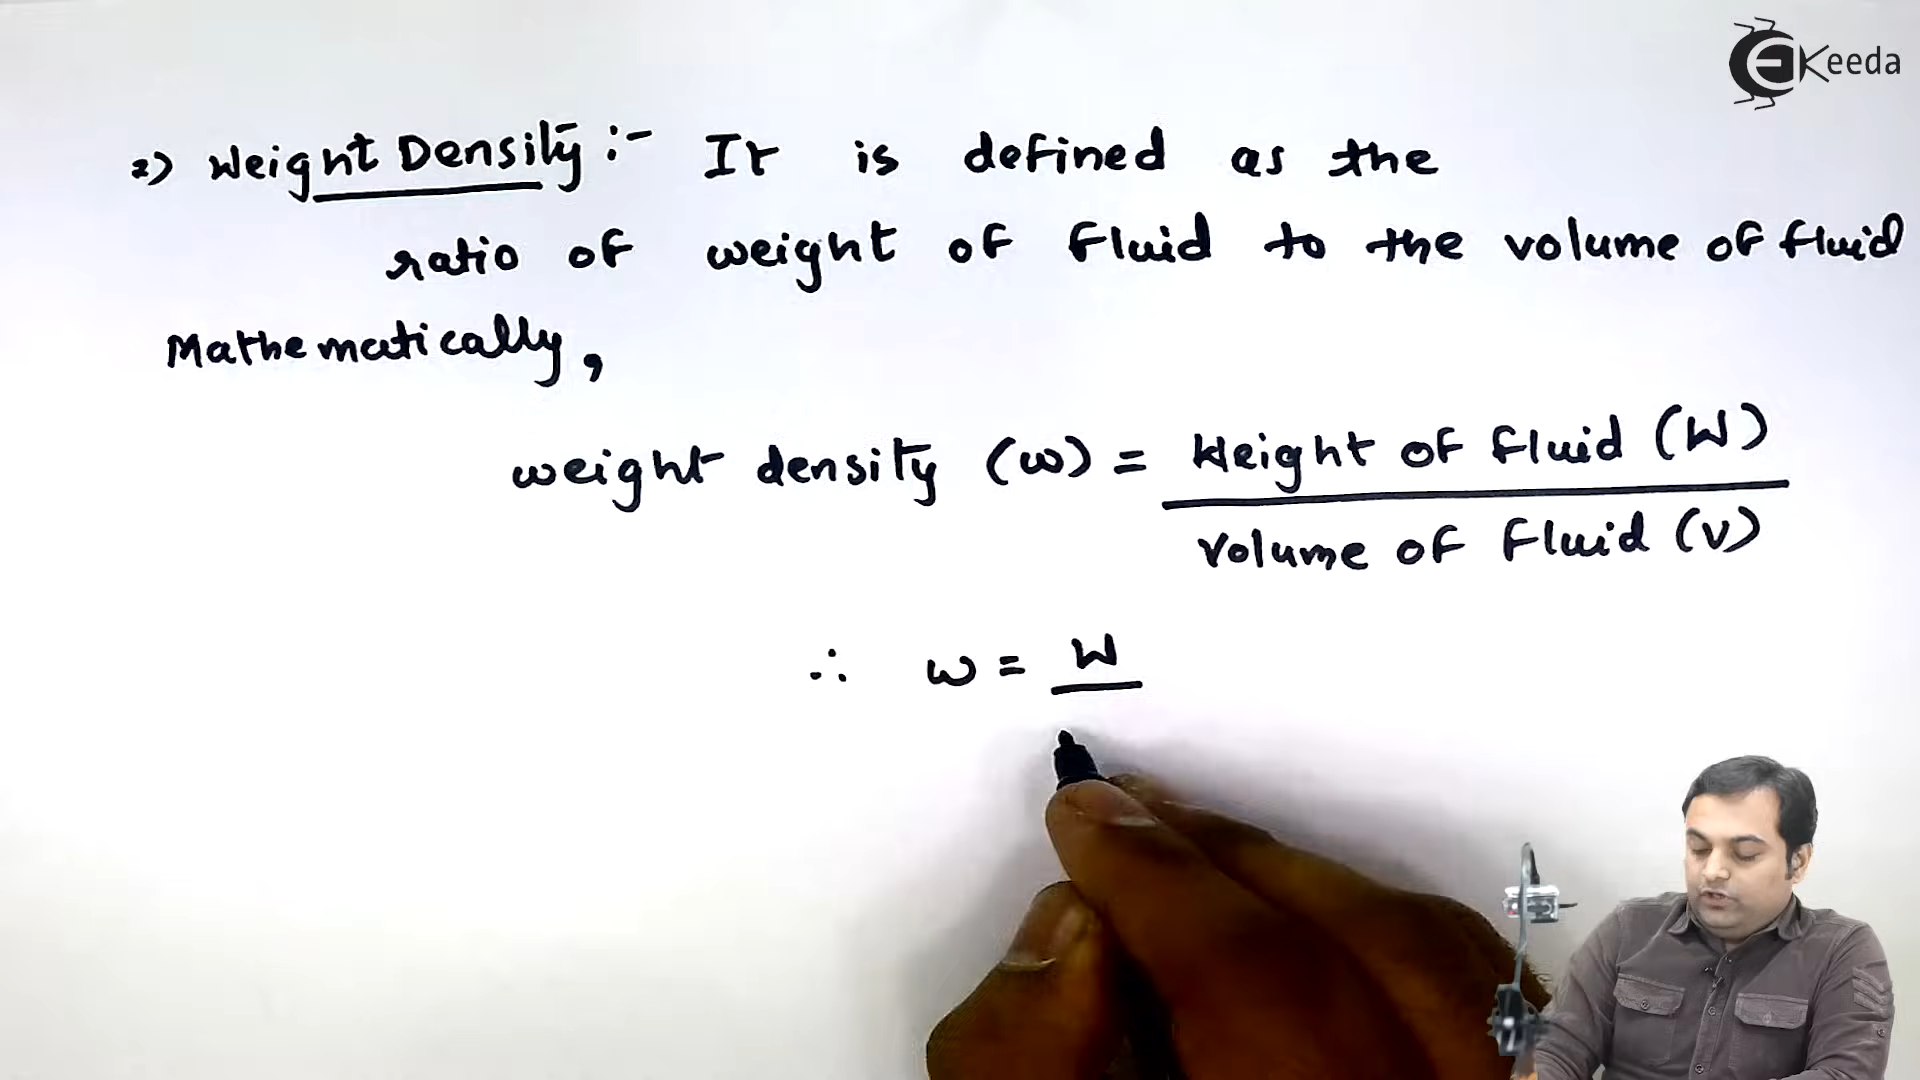 Keeda
2) Weight Density :- It is defined as the
ratio of weight of fluid to the volume of fluid
Mathematically,
weight density (w) = Weight of fluid (W)
Volume of fluid (V)
∴ w = W